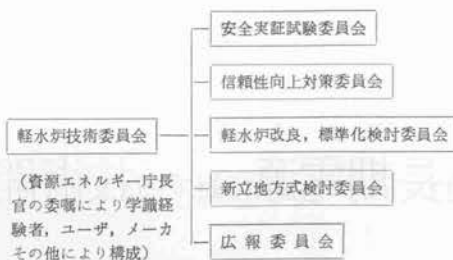 安全実証試験委員会
信頼性向上対策委員会
軽水炉技術委員会
軽水炉改良,標準化検討委員会
(資源エネルギー庁長
官の委嘱により学識経
験者,ユーザ,メーカ
その他により構成)
新立地方式検討委員会
広報委員会